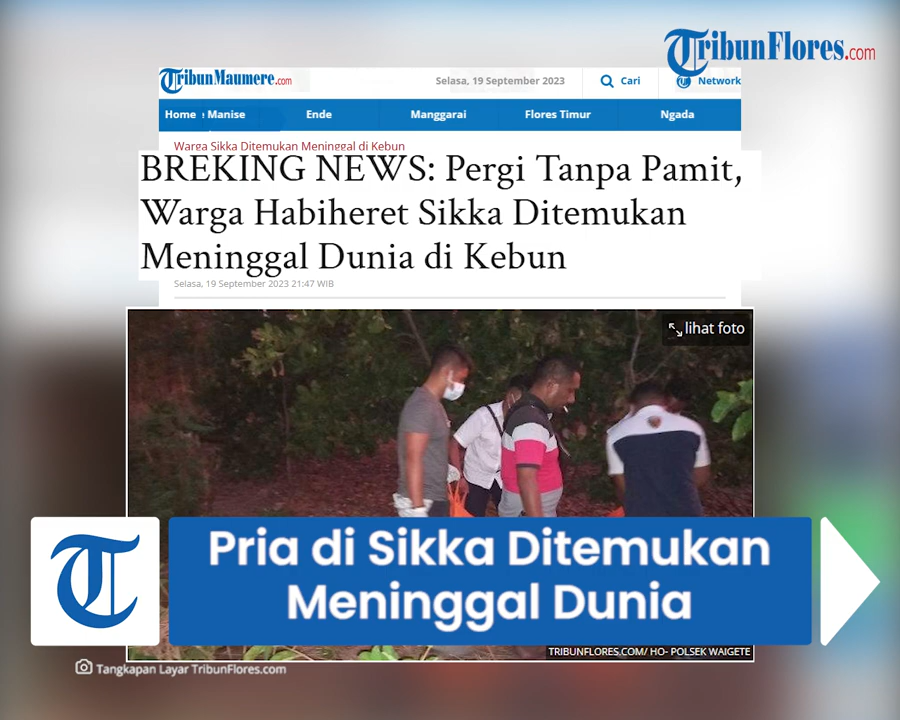 TribunFlores.com
TribunMaumere.com
Selasa, 19 September 2023
Cari
Network
Home
Manise
Ende
Manggarai
Flores Timur
Ngada
Warga Sikka Ditemukan Meninggal di Kebun
BREKING NEWS: Pergi Tanpa Pamit,
Warga Habiheret Sikka Ditemukan
Meninggal Dunia di Kebun
Selasa, 19 September 2023 21:47 WIB
lihat foto
Pria di Sikka Ditemukan
Meninggal Dunia
TRIBUNFLORES.COM/ HO- POLSEK WAIGETE
Tangkapan Layar TribunFlores.com